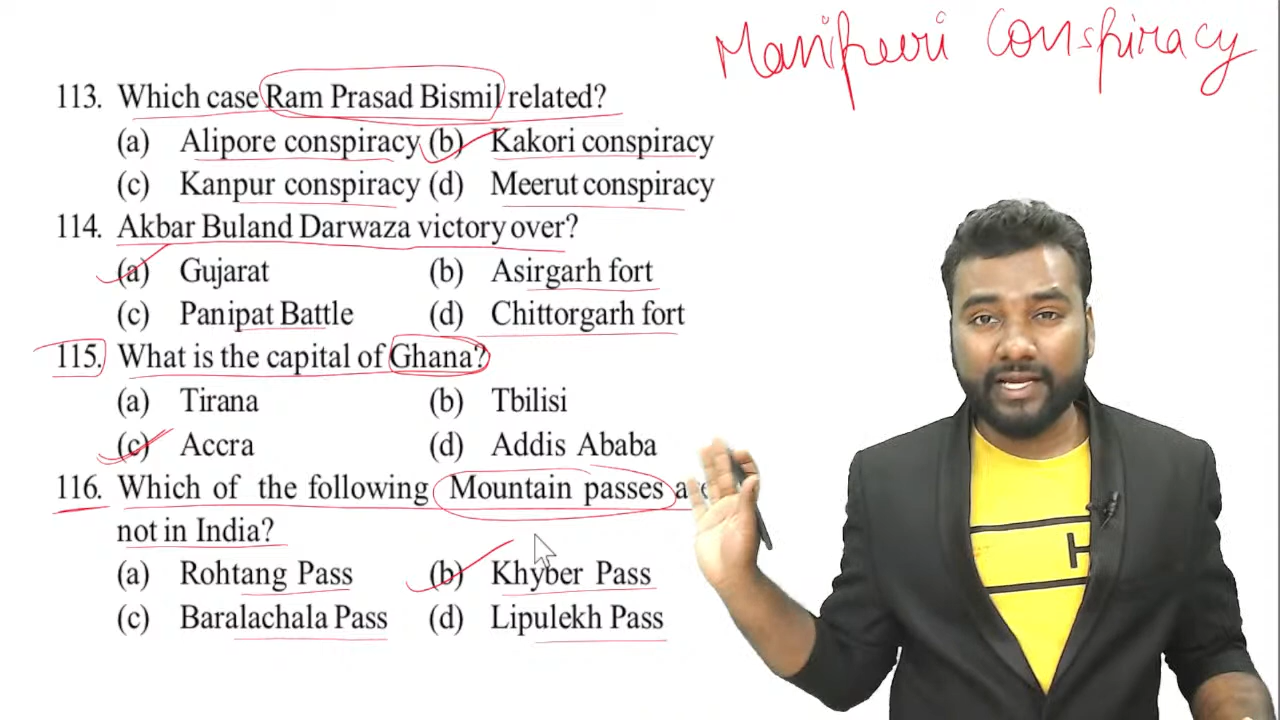 Manipuri Conspiracy
113. Which case Ram Prasad Bismil related?
(a) Alipore conspiracy (b) Kakori conspiracy
(c) Kanpur conspiracy (d) Meerut conspiracy
114. Akbar Buland Darwaza victory over?
(a) Gujarat (b) Asirgarh fort
(c) Panipat Battle (d) Chittorgarh fort
115. What is the capital of Ghana?
(a) Tirana (b) Tbilisi
(c) Accra (d) Addis Ababa
116. Which of the following Mountain passes are
not in India?
(a) Rohtang Pass (b) Khyber Pass
(c) Baralachala Pass (d) Lipulekh Pass
H